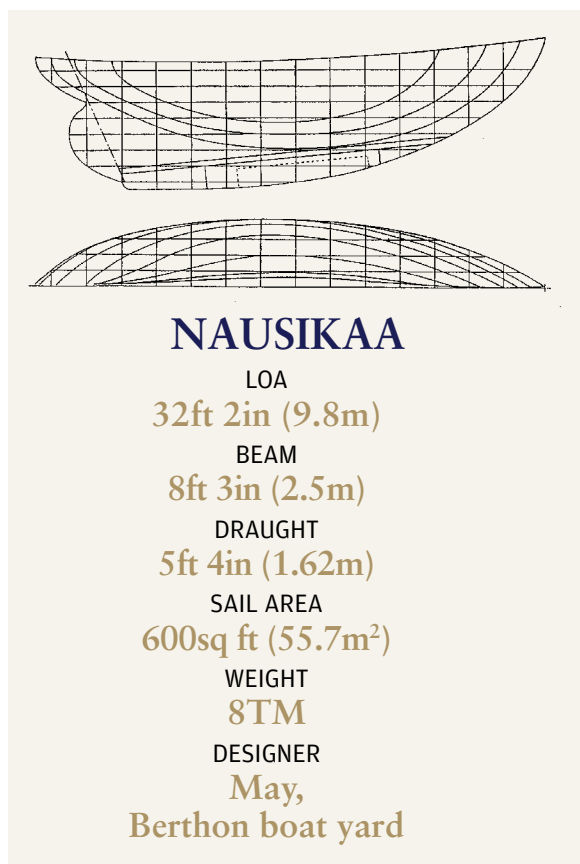 NAUSIKAA
LOA
32ft 2in (9.8m)
BEAM
8ft 3in (2.5m)
DRAUGHT
5ft 4in (1.62m)
SAIL AREA
600sq ft (55.7m²)
WEIGHT
8TM
DESIGNER
May,
Berthon boat yard